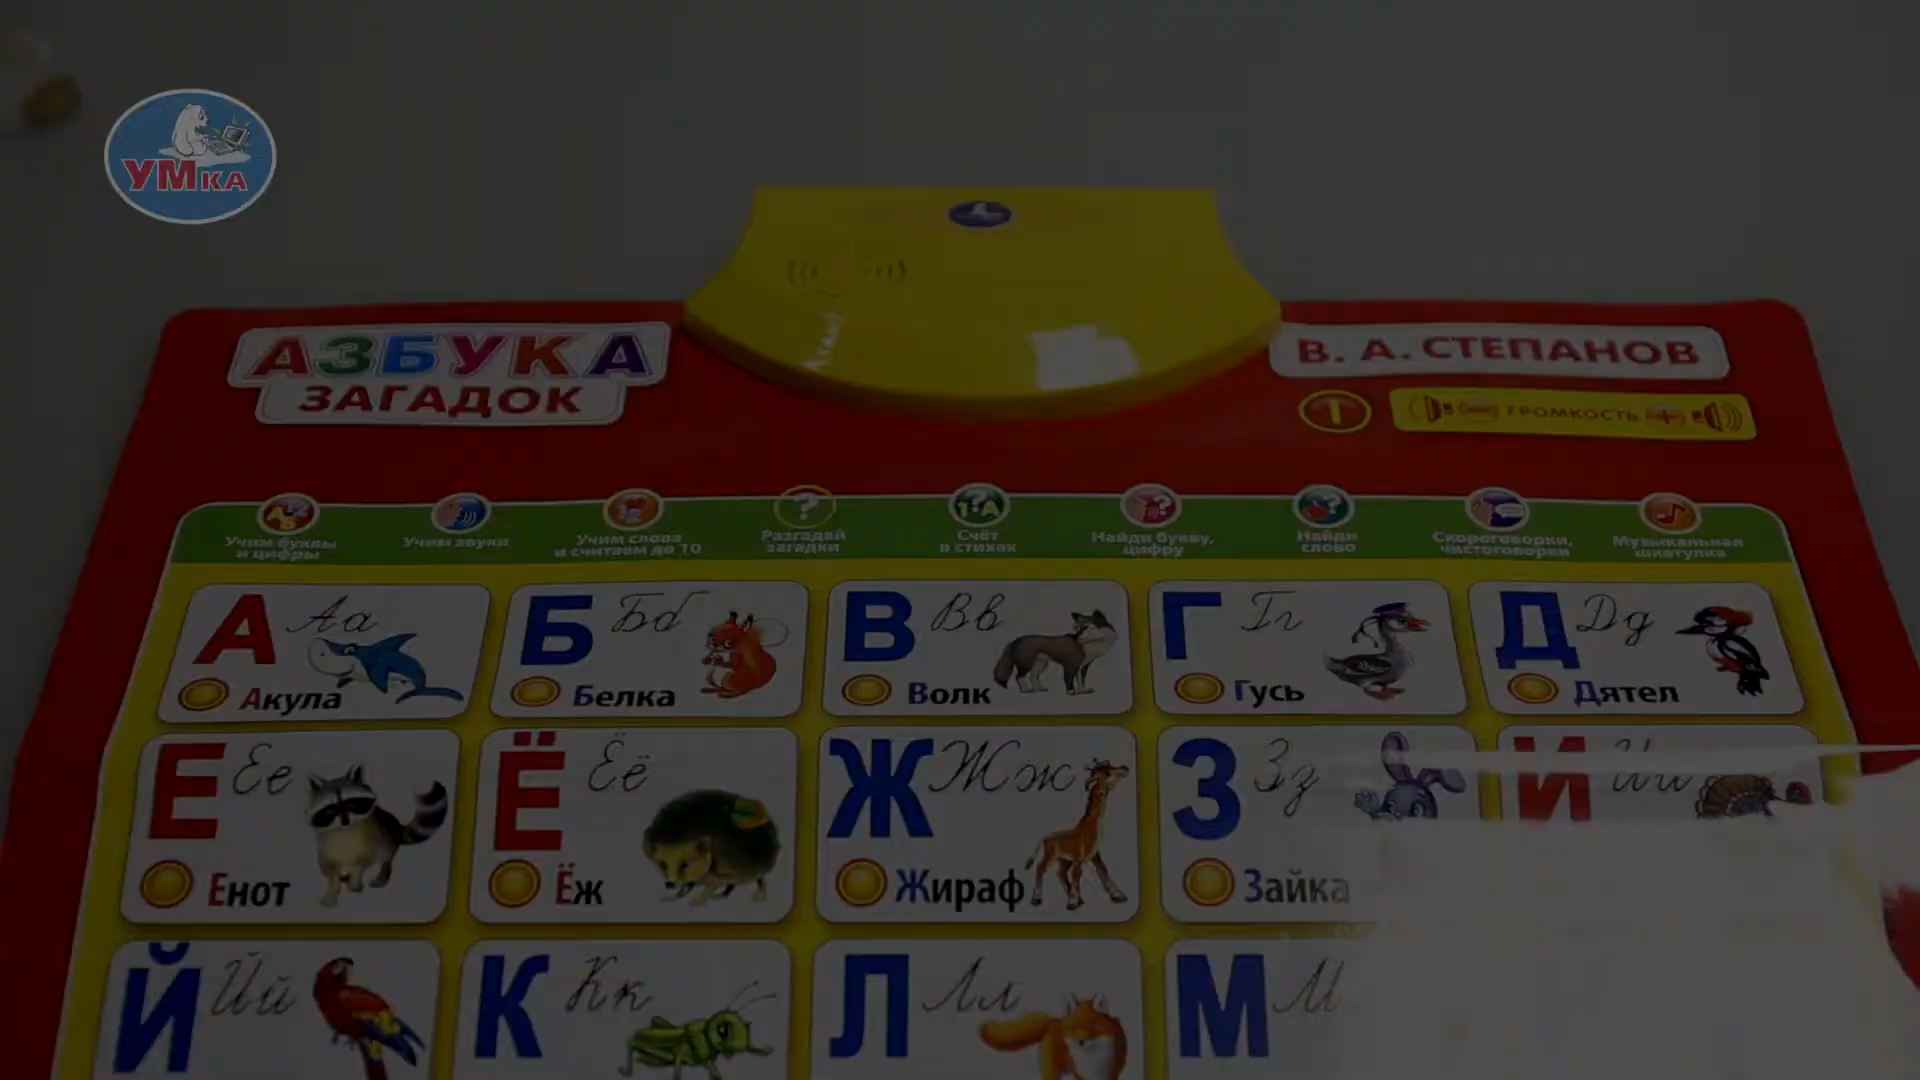 УМка
АЗБУКА
ЗАГАДОК
В. А. СТЕПАНОВ
ГРОМКОСТЬ
Учим буквы
и цифры
Учим звуки
Учим слова
и считаем до 10
Разгадай
загадки
Счёт
в стихах
Найди букву,
цифру
Найди
слово
Скороговорки,
чистоговорки
Музыкальная
шкатулка
А Аа
Акула
Б Бб
Белка
В Вв
Волк
Г Гг
Гусь
Д Дд
Дятел
Е Ее
Енот
Ё Ёё
Ёж
Ж Жж
Жираф
З Зз
Зайка
И Ии
Й Йй
К Кк
Л Лл
М М